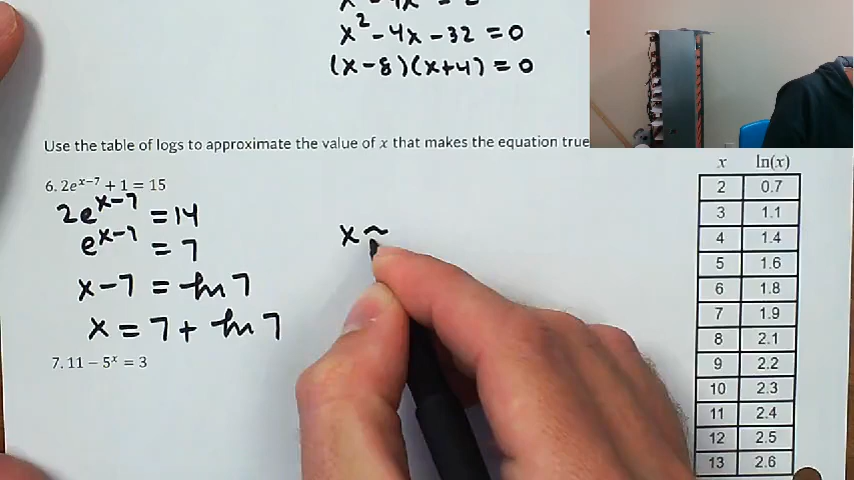 x² - 4x - 32 = 0
(x-8)(x+4) = 0
Use the table of logs to approximate the value of x that makes the equation true
6. 2e^{x-7} + 1 = 15
2e^{x-7} = 14
e^{x-7} = 7
x-7 = ln 7
x = 7 + ln 7
x ≈
7. 11 − 5^x = 3
x ln(x)
2 0.7
3 1.1
4 1.4
5 1.6
6 1.8
7 1.9
8 2.1
9 2.2
10 2.3
11 2.4
12 2.5
13 2.6